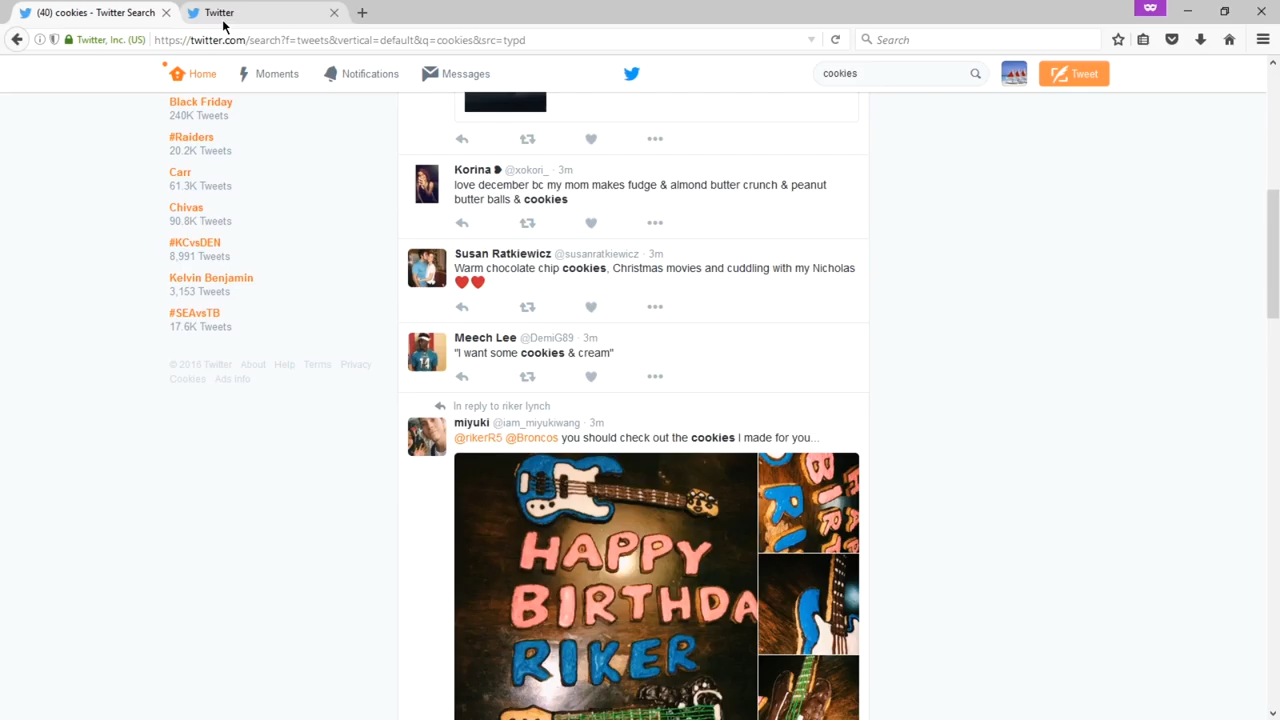 (40) cookies - Twitter Search
Twitter
Twitter, Inc. (US)
https://twitter.com/search?f=tweets&vertical=default&q=cookies&src=typd
Search
Home
Moments
Notifications
Messages
cookies
Tweet
Black Friday
240K Tweets
#Raiders
20.2K Tweets
Carr
61.3K Tweets
Chivas
90.8K Tweets
#KCvsDEN
8,991 Tweets
Kelvin Benjamin
3,153 Tweets
#SEAvsTB
17.6K Tweets
© 2016 Twitter About Help Terms Privacy
Cookies Ads info
Korina @xokori_ · 3m
love december bc my mom makes fudge & almond butter crunch & peanut
butter balls & cookies
Susan Ratkiewicz @susanratkiewicz · 3m
Warm chocolate chip cookies, Christmas movies and cuddling with my Nicholas
❤️❤️
Meech Lee @DemiG89 · 3m
"I want some cookies & cream"
In reply to riker lynch
miyuki @iam_miyukiwang · 3m
@rikerR5 @Broncos you should check out the cookies I made for you...
HAPPY
BIRTHDA
RIKER